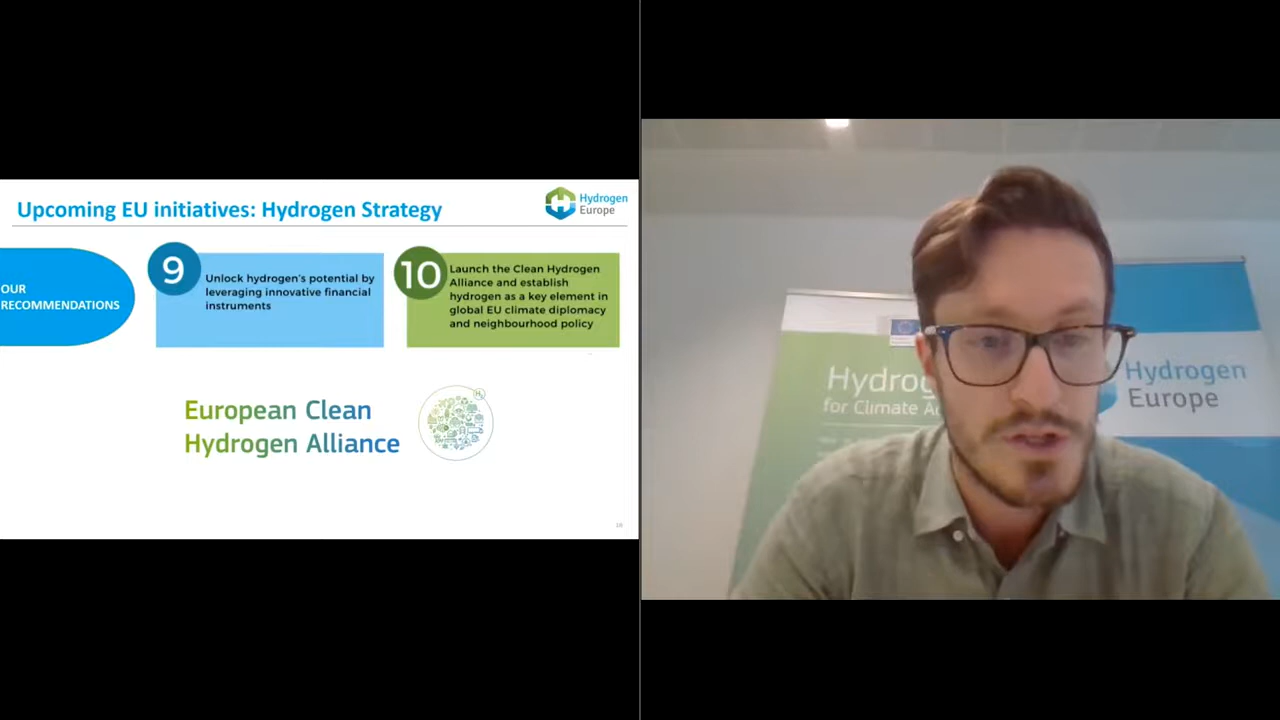 Upcoming EU initiatives: Hydrogen Strategy
Hydrogen
Europe
OUR
RECOMMENDATIONS
9
Unlock hydrogen's potential by
leveraging innovative financial
instruments
10
Launch the Clean Hydrogen
Alliance and establish
hydrogen as a key element in
global EU climate diplomacy
and neighbourhood policy
European Clean
Hydrogen Alliance
H₂
Hydrog
for Climate A
Hydrogen
Europe